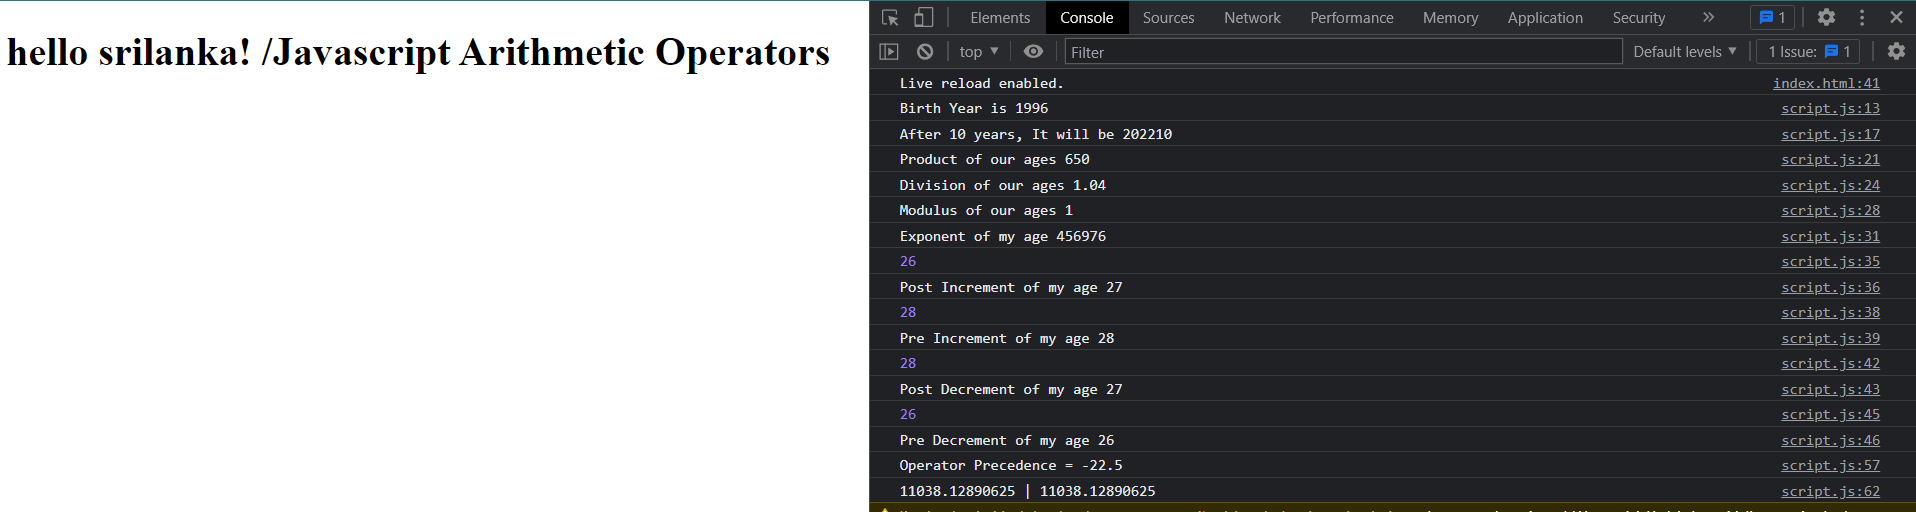 hello srilanka! /Javascript Arithmetic Operators
Elements Console Sources Network Performance Memory Application Security » 1
top ▼ Filter Default levels ▼ 1 Issue: 1
Live reload enabled. index.html:41
Birth Year is 1996 script.js:13
After 10 years, It will be 202210 script.js:17
Product of our ages 650 script.js:21
Division of our ages 1.04 script.js:24
Modulus of our ages 1 script.js:28
Exponent of my age 456976 script.js:31
26 script.js:35
Post Increment of my age 27 script.js:36
28 script.js:38
Pre Increment of my age 28 script.js:39
28 script.js:42
Post Decrement of my age 27 script.js:43
26 script.js:45
Pre Decrement of my age 26 script.js:46
Operator Precedence = -22.5 script.js:57
11038.12890625 | 11038.12890625 script.js:62